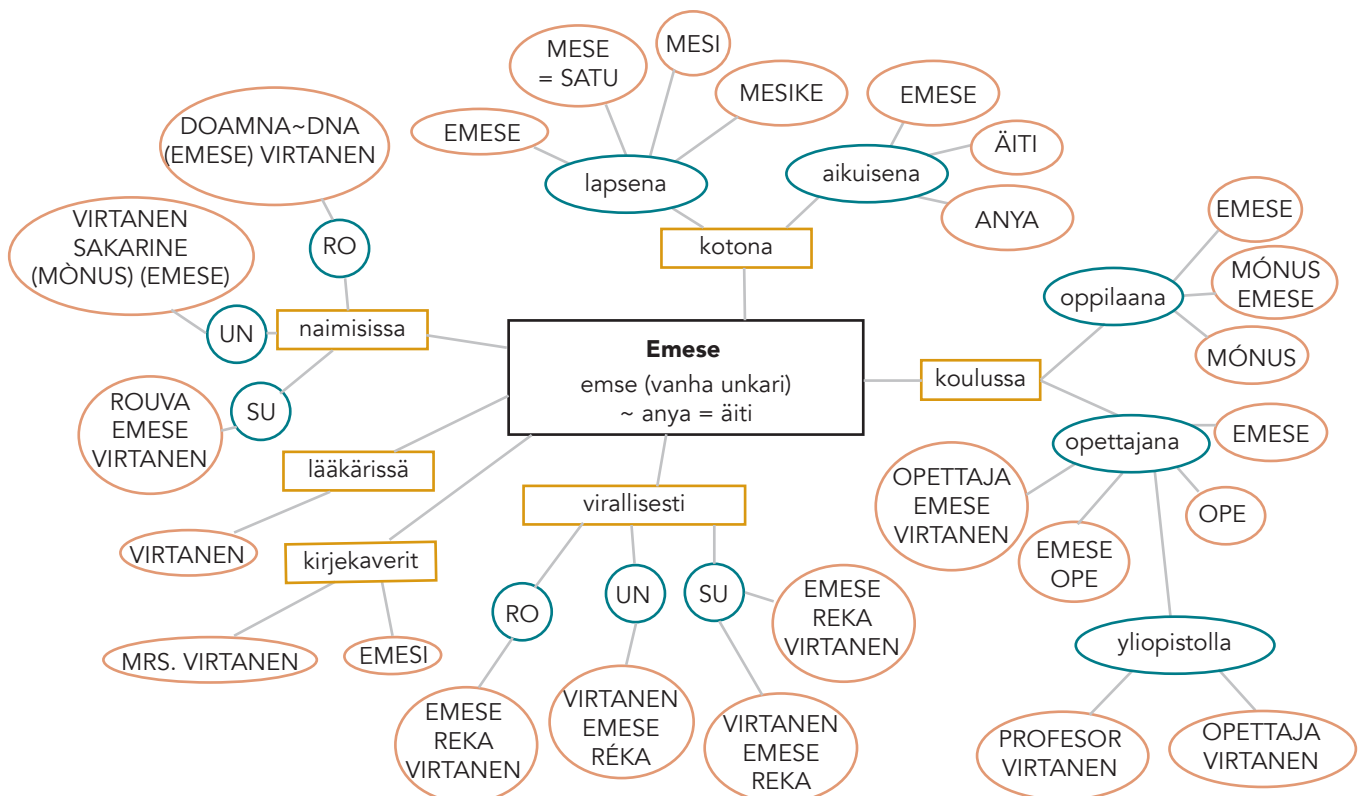 MESE
= SATU
MESI
MESIKE
EMESE
lapsena
EMESE
ÄITI
ANYA
aikuisena
kotona
DOAMNA~DNA
(EMESE) VIRTANEN
RO
VIRTANEN
SAKARINE
(MÒNUS) (EMESE)
UN
naimisissa
ROUVA
EMESE
VIRTANEN
SU
Emese
emse (vanha unkari)
~ anya = äiti
EMESE
MÓNUS
EMESE
MÓNUS
oppilaana
koulussa
opettajana
EMESE
OPE
EMESE
OPE
OPETTAJA
EMESE
VIRTANEN
yliopistolla
PROFESOR
VIRTANEN
OPETTAJA
VIRTANEN
lääkärissä
VIRTANEN
kirjekaverit
MRS. VIRTANEN
EMESI
virallisesti
RO
EMESE
REKA
VIRTANEN
UN
VIRTANEN
EMESE
RÉKA
SU
EMESE
REKA
VIRTANEN
VIRTANEN
EMESE
REKA